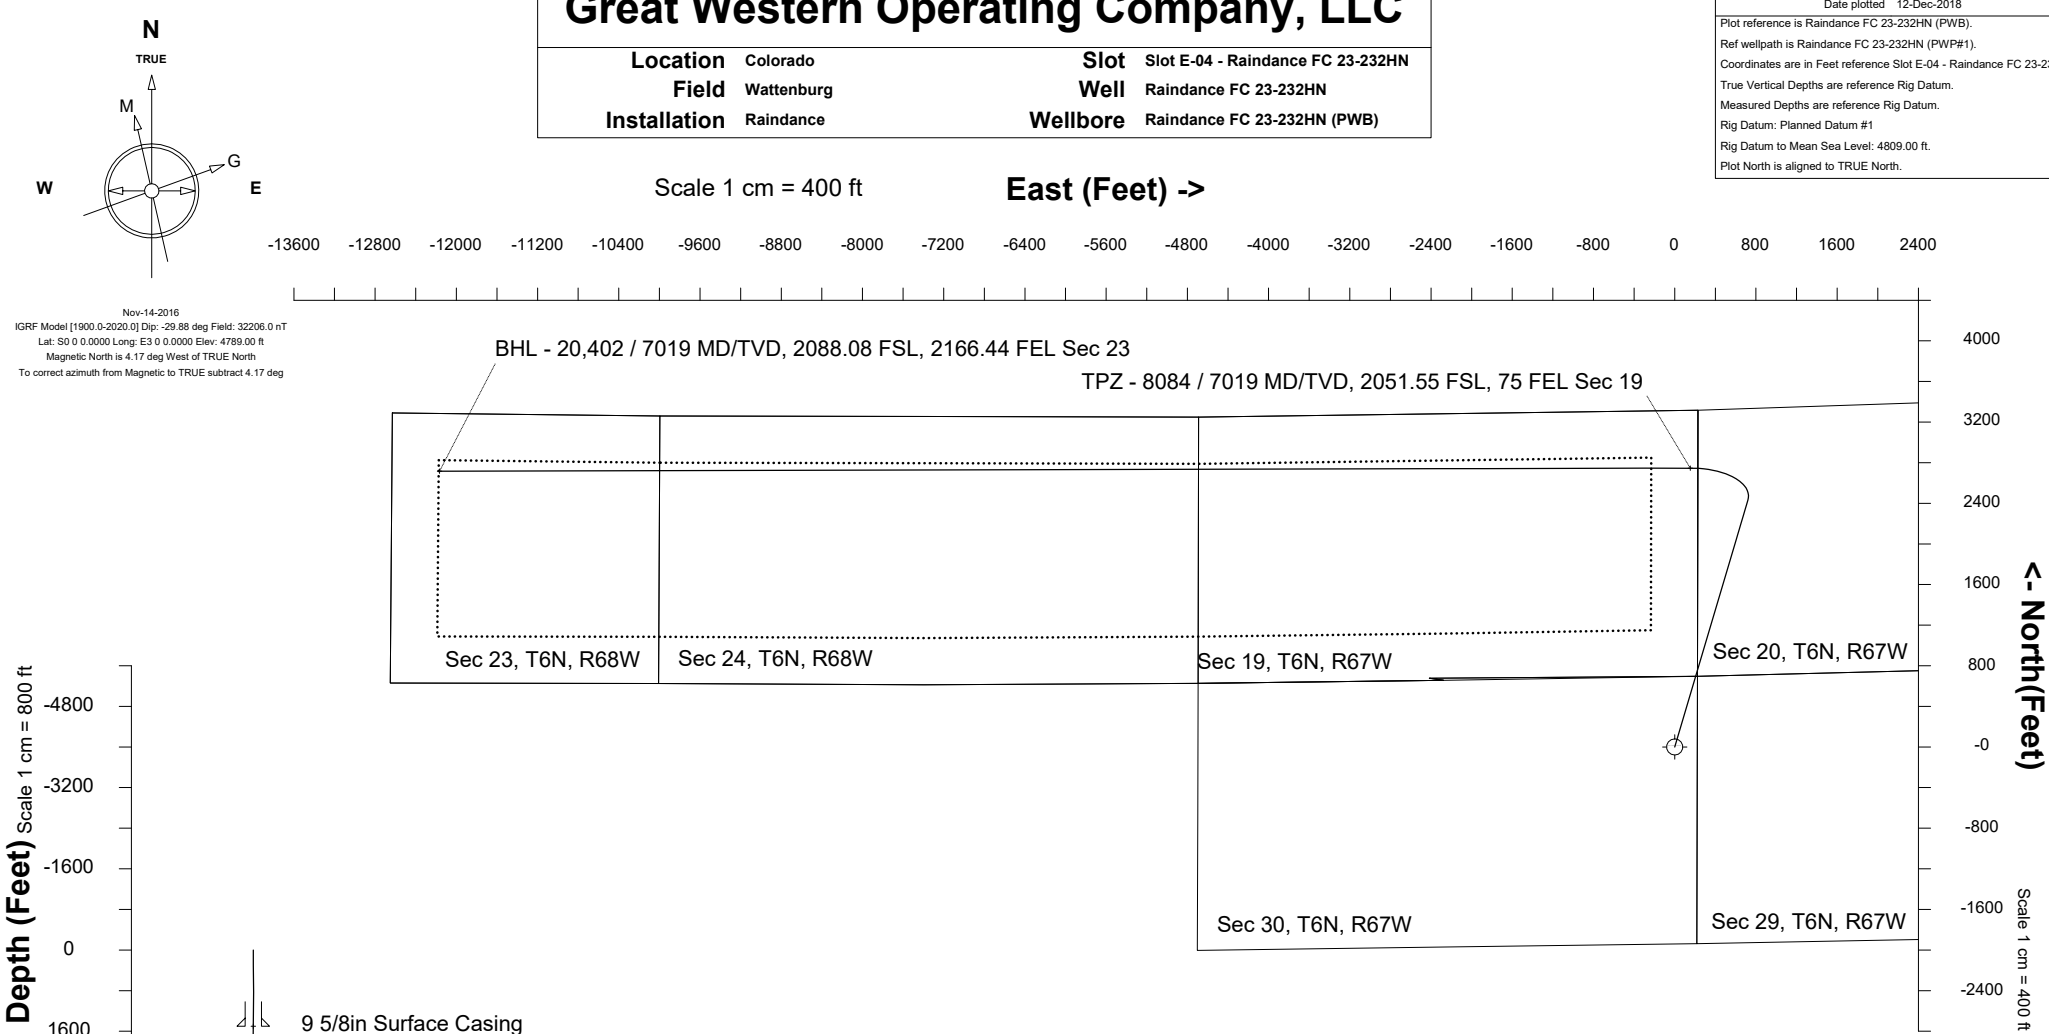 Great Western Operating Company, LLC
Location Colorado
Slot Slot E-04 - Raindance FC 23-232HN
Field Wattenburg
Well Raindance FC 23-232HN
Installation Raindance
Wellbore Raindance FC 23-232HN (PWB)
Date plotted 12-Dec-2018
Plot reference is Raindance FC 23-232HN (PWB).
Ref wellpath is Raindance FC 23-232HN (PWP#1).
Coordinates are in Feet reference Slot E-04 - Raindance FC 23-23
True Vertical Depths are reference Rig Datum.
Measured Depths are reference Rig Datum.
Rig Datum: Planned Datum #1
Rig Datum to Mean Sea Level: 4809.00 ft.
Plot North is aligned to TRUE North.
N
TRUE
M
G
W
E
Nov-14-2016
IGRF Model [1900.0-2020.0] Dip: -29.88 deg Field: 32206.0 nT
Lat: S0 0 0.0000 Long: E3 0 0.0000 Elev: 4789.00 ft
Magnetic North is 4.17 deg West of TRUE North
To correct azimuth from Magnetic to TRUE subtract 4.17 deg
Scale 1 cm = 400 ft
East (Feet) ->
-13600 -12800 -12000 -11200 -10400 -9600 -8800 -8000 -7200 -6400 -5600 -4800 -4000 -3200 -2400 -1600 -800 0 800 1600 2400
BHL - 20,402 / 7019 MD/TVD, 2088.08 FSL, 2166.44 FEL Sec 23
TPZ - 8084 / 7019 MD/TVD, 2051.55 FSL, 75 FEL Sec 19
Sec 23, T6N, R68W
Sec 24, T6N, R68W
Sec 19, T6N, R67W
Sec 20, T6N, R67W
Sec 30, T6N, R67W
Sec 29, T6N, R67W
4000
3200
2400
1600
800
-0
-800
-1600
-2400
<- North(Feet)
Scale 1 cm = 400 ft
Depth (Feet)
Scale 1 cm = 800 ft
-4800
-3200
-1600
0
1600
9 5/8in Surface Casing